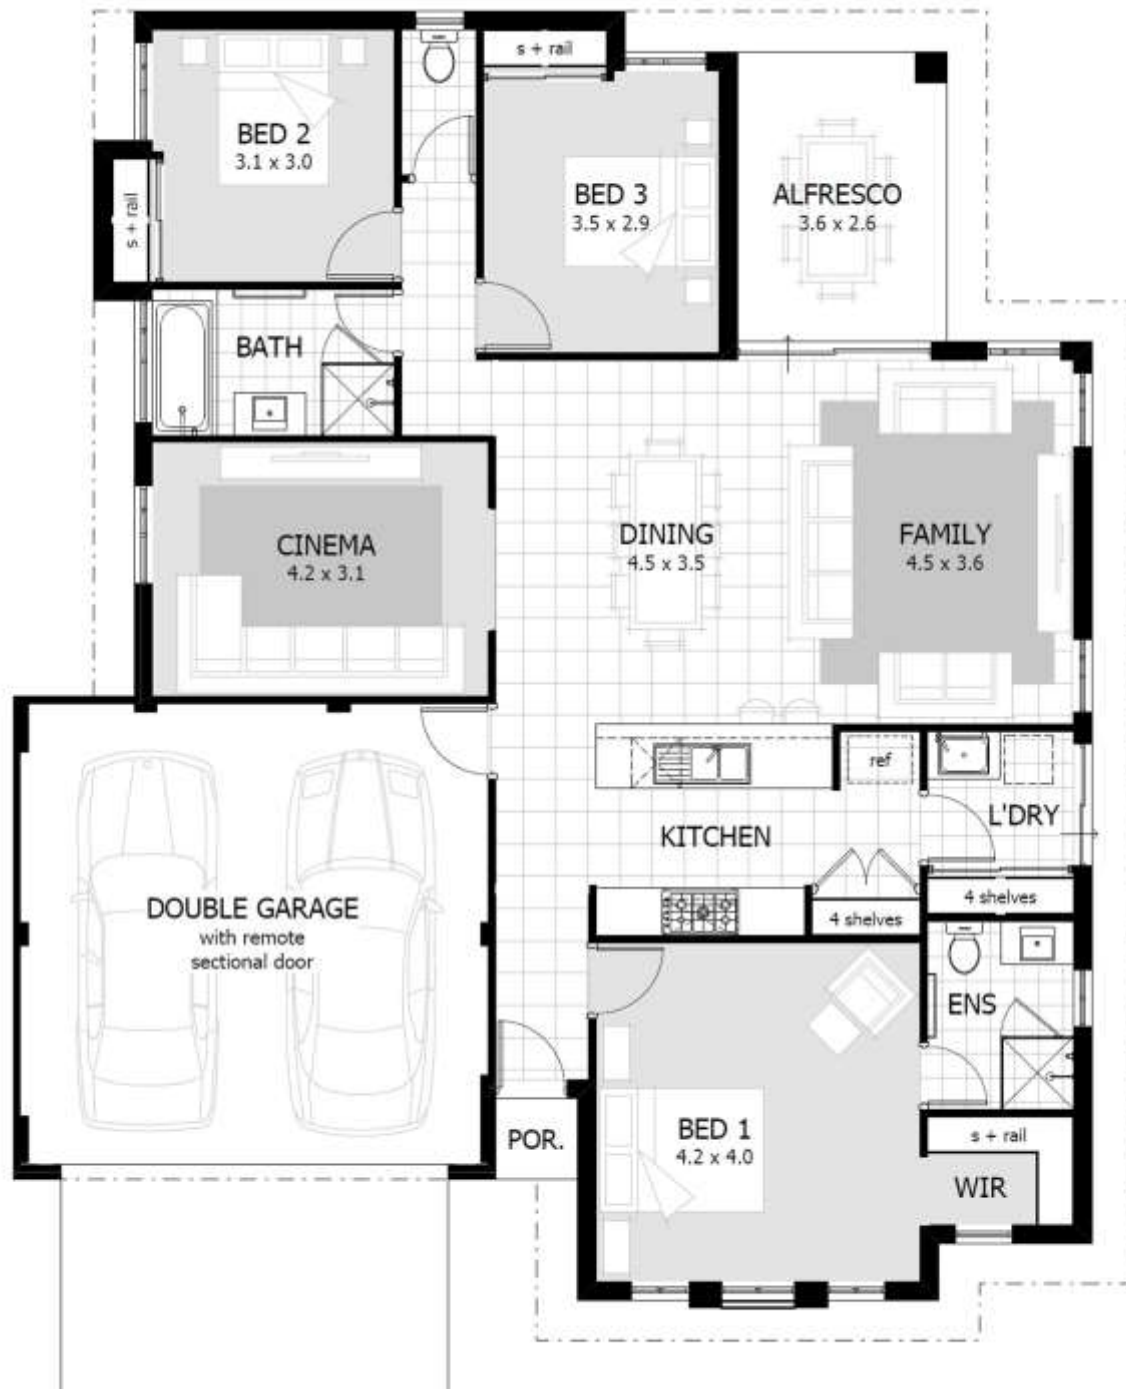 s + rail
BED 2
3.1 x 3.0
s + rail
BED 3
3.5 x 2.9
ALFRESCO
3.6 x 2.6
BATH
CINEMA
4.2 x 3.1
DINING
4.5 x 3.5
FAMILY
4.5 x 3.6
ref
L'DRY
KITCHEN
4 shelves
4 shelves
DOUBLE GARAGE
with remote
sectional door
ENS
POR.
BED 1
4.2 x 4.0
s + rail
WIR